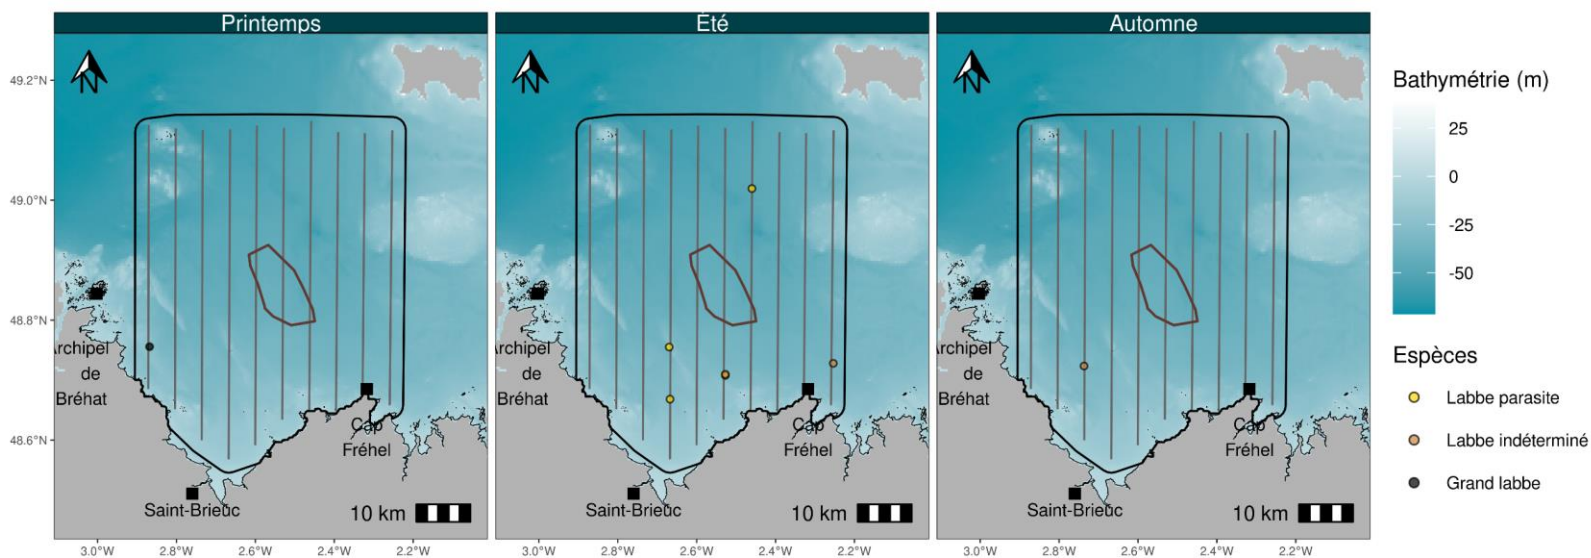 Printemps
Été
Automne
49.2°N
49.0°N
48.8°N
48.6°N
N
rchipel
de
Bréhat
Cap
Fréhel
Saint-Brieuc
10 km
N
Archipel
de
Bréhat
Cap
Fréhel
Saint-Brieuc
10 km
N
rchipel
de
Bréhat
Cap
Fréhel
Saint-Brieuc
10 km
3.0°W 2.8°W 2.6°W 2.4°W 2.2°W
3.0°W 2.8°W 2.6°W 2.4°W 2.2°W
3.0°W 2.8°W 2.6°W 2.4°W 2.2°W
Bathymétrie (m)
25
0
-25
-50
Espèces
Labbe parasite
Labbe indéterminé
Grand labbe